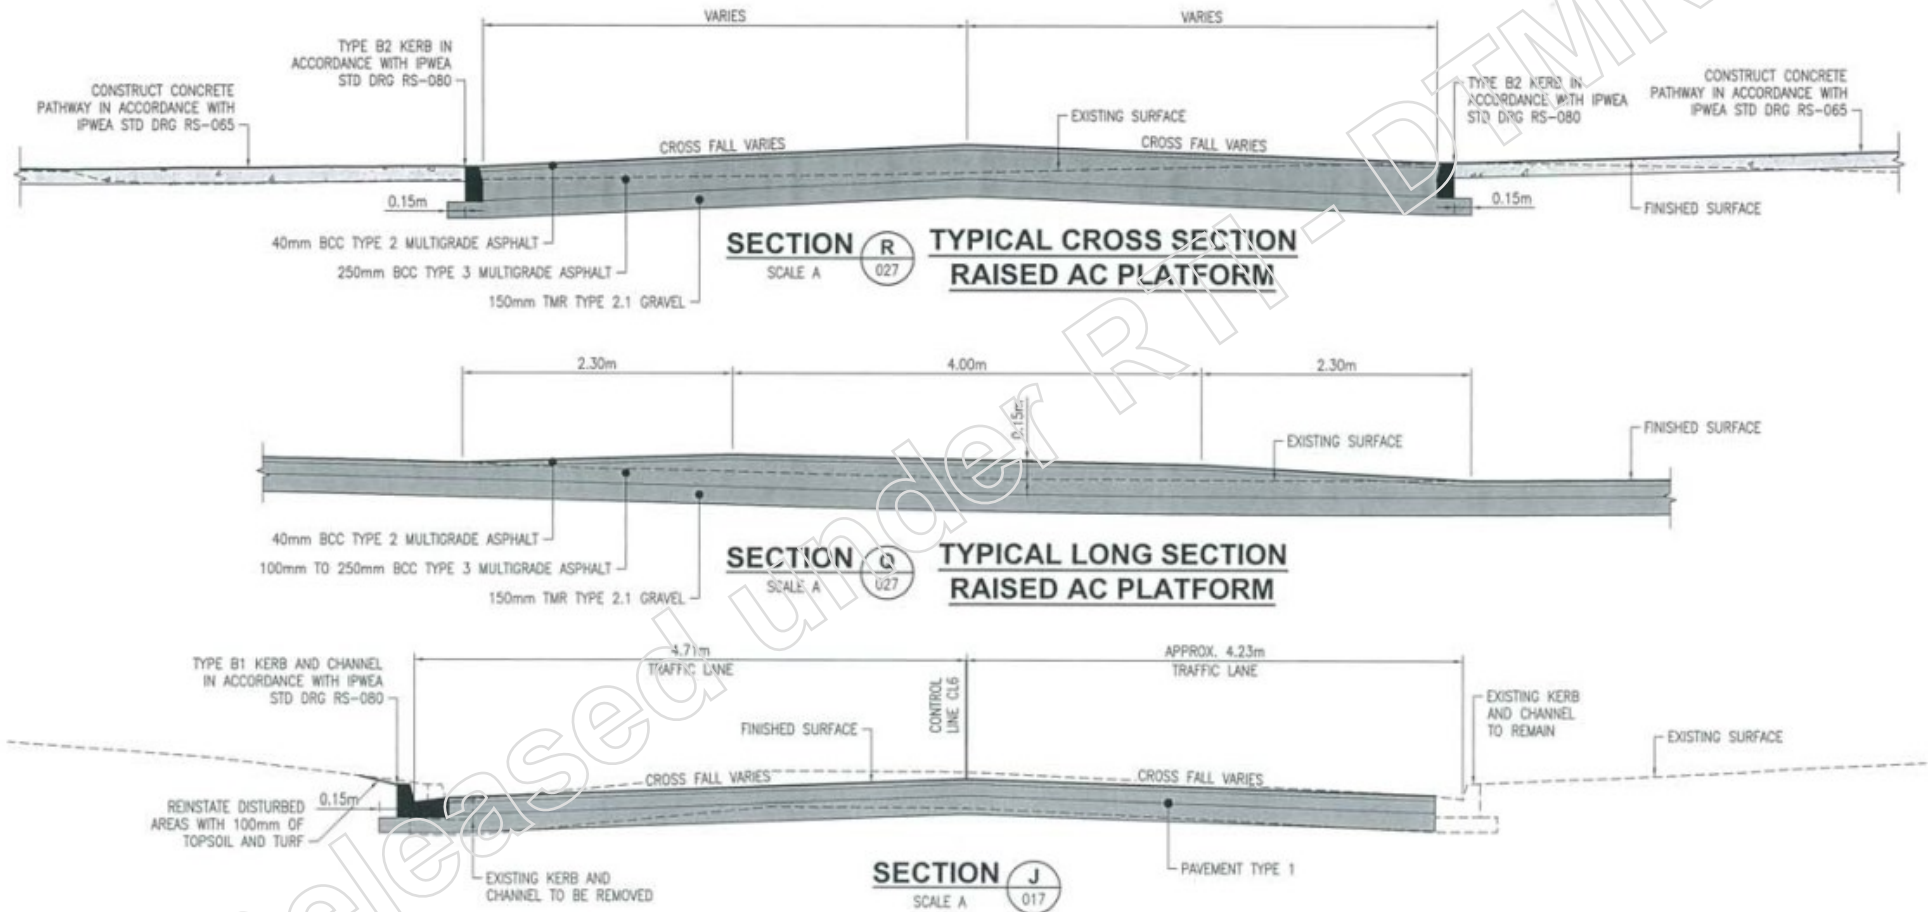 VARIES
VARIES
TYPE B2 KERB IN
ACCORDANCE WITH IPWEA
STD DRG RS-080
CONSTRUCT CONCRETE
PATHWAY IN ACCORDANCE WITH
IPWEA STD DRG RS-065
CROSS FALL VARIES
EXISTING SURFACE
CROSS FALL VARIES
TYPE B2 KERB IN
ACCORDANCE WITH IPWEA
STD DRG RS-080
CONSTRUCT CONCRETE
PATHWAY IN ACCORDANCE WITH
IPWEA STD DRG RS-065
0.15m
0.15m
FINISHED SURFACE
40mm BCC TYPE 2 MULTIGRADE ASPHALT
250mm BCC TYPE 3 MULTIGRADE ASPHALT
150mm TMR TYPE 2.1 GRAVEL
SECTION R TYPICAL CROSS SECTION
SCALE A 027 RAISED AC PLATFORM
2.30m
4.00m
2.30m
0.15m
EXISTING SURFACE
FINISHED SURFACE
40mm BCC TYPE 2 MULTIGRADE ASPHALT
100mm TO 250mm BCC TYPE 3 MULTIGRADE ASPHALT
150mm TMR TYPE 2.1 GRAVEL
SECTION Q TYPICAL LONG SECTION
SCALE A 027 RAISED AC PLATFORM
TYPE B1 KERB AND CHANNEL
IN ACCORDANCE WITH IPWEA
STD DRG RS-080
4.71m
TRAFFIC LANE
APPROX. 4.23m
TRAFFIC LANE
CONTROL
LINE CL6
FINISHED SURFACE
CROSS FALL VARIES
CROSS FALL VARIES
EXISTING KERB
AND CHANNEL
TO REMAIN
EXISTING SURFACE
0.15m
REINSTATE DISTURBED
AREAS WITH 100mm OF
TOPSOIL AND TURF
EXISTING KERB AND
CHANNEL TO BE REMOVED
PAVEMENT TYPE 1
SECTION J
SCALE A 017
Released under RTI - DTMR